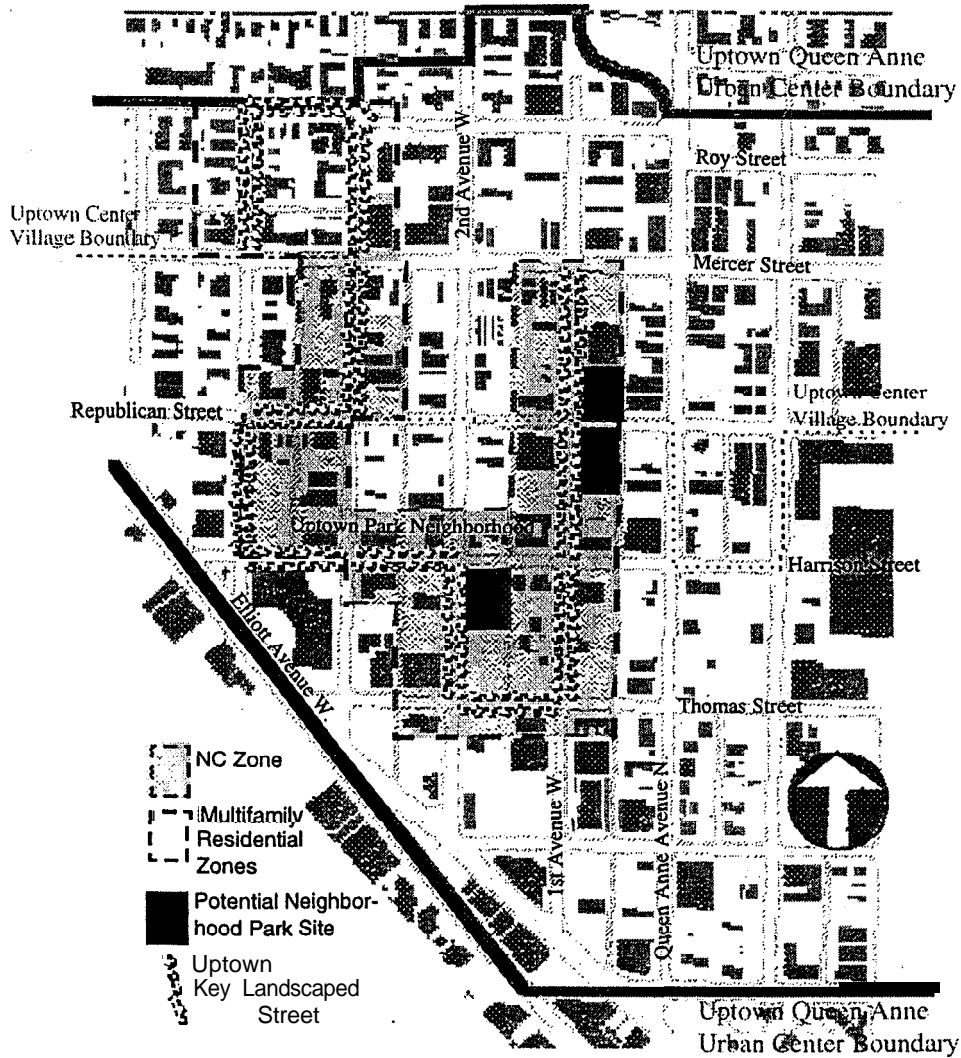 Uptown Queen Anne
Urban Center Boundary
2nd Avenue W.
Roy Street
Uptown Center
Village Boundary
Mercer Street
Uptown Center
Village Boundary
Republican Street
Uptown Park Neighborhood
Harrison Street
Elliott Avenue W.
Thomas Street
NC Zone
Multifamily
Residential
Zones
1st Avenue W.
Queen Anne Avenue N
Potential Neighbor-
hood Park Site
Uptown
Key Landscaped
Street
Uptown Queen Anne
Urban Center Boundary